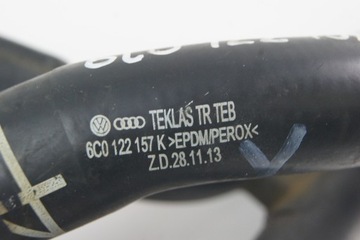 TEKLAS TR TEB
6C0 122 157 K >EPDM/PEROX<
Z.D.28.11.13